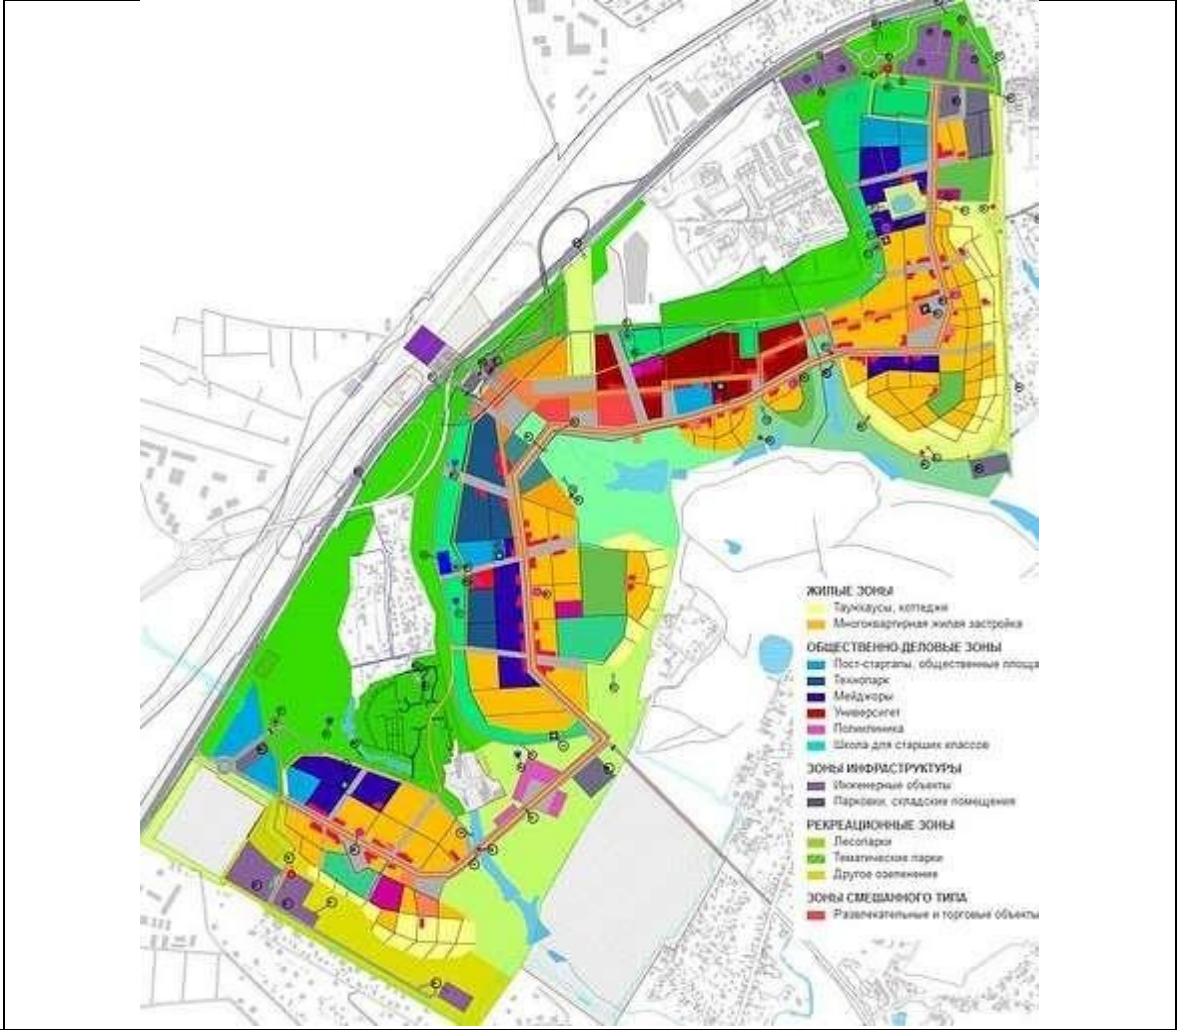 ЖИЛЫЕ ЗОНЫ
Таунхаусы, коттеджи
Многоквартирная жилая застройка
ОБЩЕСТВЕННО-ДЕЛОВЫЕ ЗОНЫ
Пост-стартапы, общественные площа
Технопарк
Мейджоры
Университет
Поликлиника
Школа для старших классов
ЗОНЫ ИНФРАСТРУКТУРЫ
Инженерные объекты
Парковки, складские помещения
РЕКРЕАЦИОННЫЕ ЗОНЫ
Лесопарки
Тематические парки
Другое озеленение
ЗОНЫ СМЕШАННОГО ТИПА
Развлекательные и торговые объекты